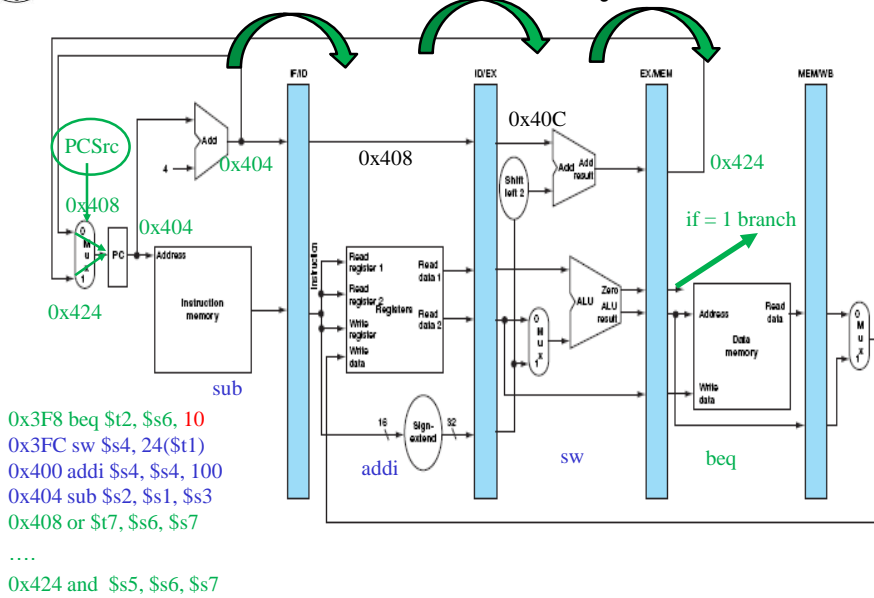 IF/ID
ID/EX
EX/MEM
MEM/WB
0x40C
PCSrc
Add
4
0x404
0x408
Shift
left 2
Add
Add
result
0x424
0x408
if = 1 branch
0x404
0
M
u
x
1
PC
Address
Instruction
memory
0x424
Instruction
Read
register 1
Read
register 2
Registers
Write
register
Write
data
Read
data 1
Read
data 2
0
M
u
x
1
Zero
ALU
ALU
result
Address
Read
data
Data
memory
Write
data
0
M
u
x
1
sub
16
Sign-
extend
32
addi
sw
beq
0x3F8 beq $t2, $s6, 10
0x3FC sw $s4, 24($t1)
0x400 addi $s4, $s4, 100
0x404 sub $s2, $s1, $s3
0x408 or $t7, $s6, $s7
....
0x424 and $s5, $s6, $s7